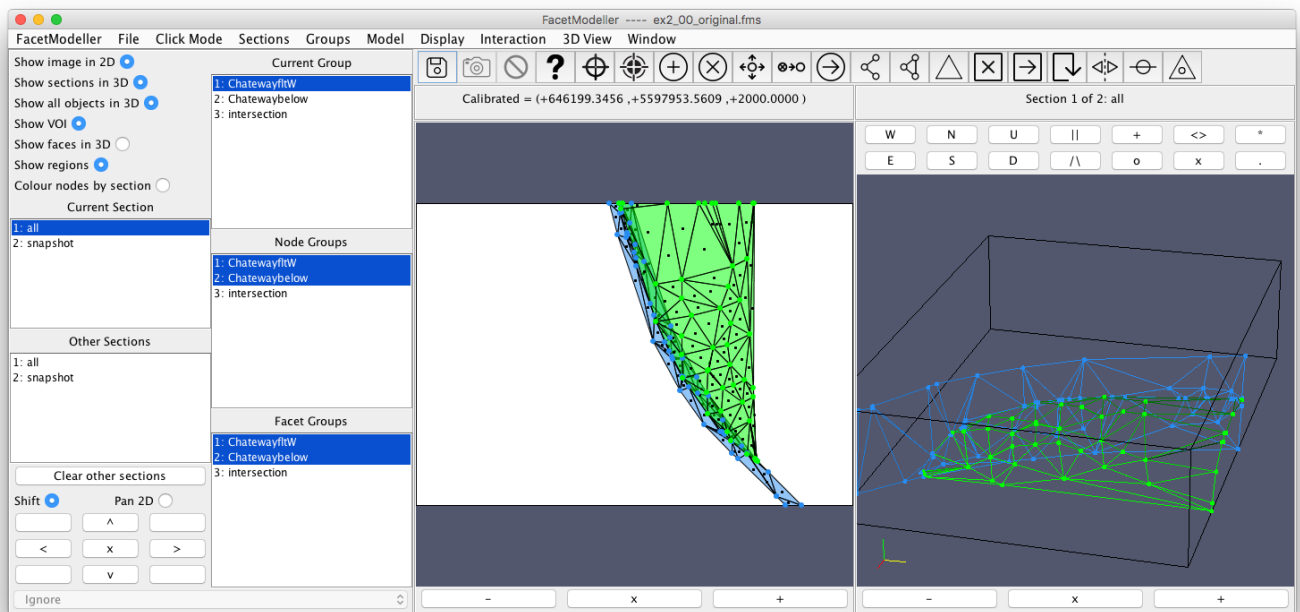 FacetModeller ---- ex2_00_original.fms
FacetModeller File Click Mode Sections Groups Model Display Interaction 3D View Window
Show image in 2D
Show sections in 3D
Show all objects in 3D
Show VOI
Show faces in 3D
Show regions
Colour nodes by section
Current Section
1: all
2: snapshot
Other Sections
1: all
2: snapshot
Clear other sections
Shift Pan 2D
^
< x >
v
Ignore
Current Group
1: ChatewayfltW
2: Chatewaybelow
3: intersection
Node Groups
1: ChatewayfltW
2: Chatewaybelow
3: intersection
Facet Groups
1: ChatewayfltW
2: Chatewaybelow
3: intersection
?
Calibrated = (+646199.3456 ,+5597953.5609 ,+2000.0000 )
- x +
Section 1 of 2: all
W N U || + <> *
E S D /\ o x .
- x +